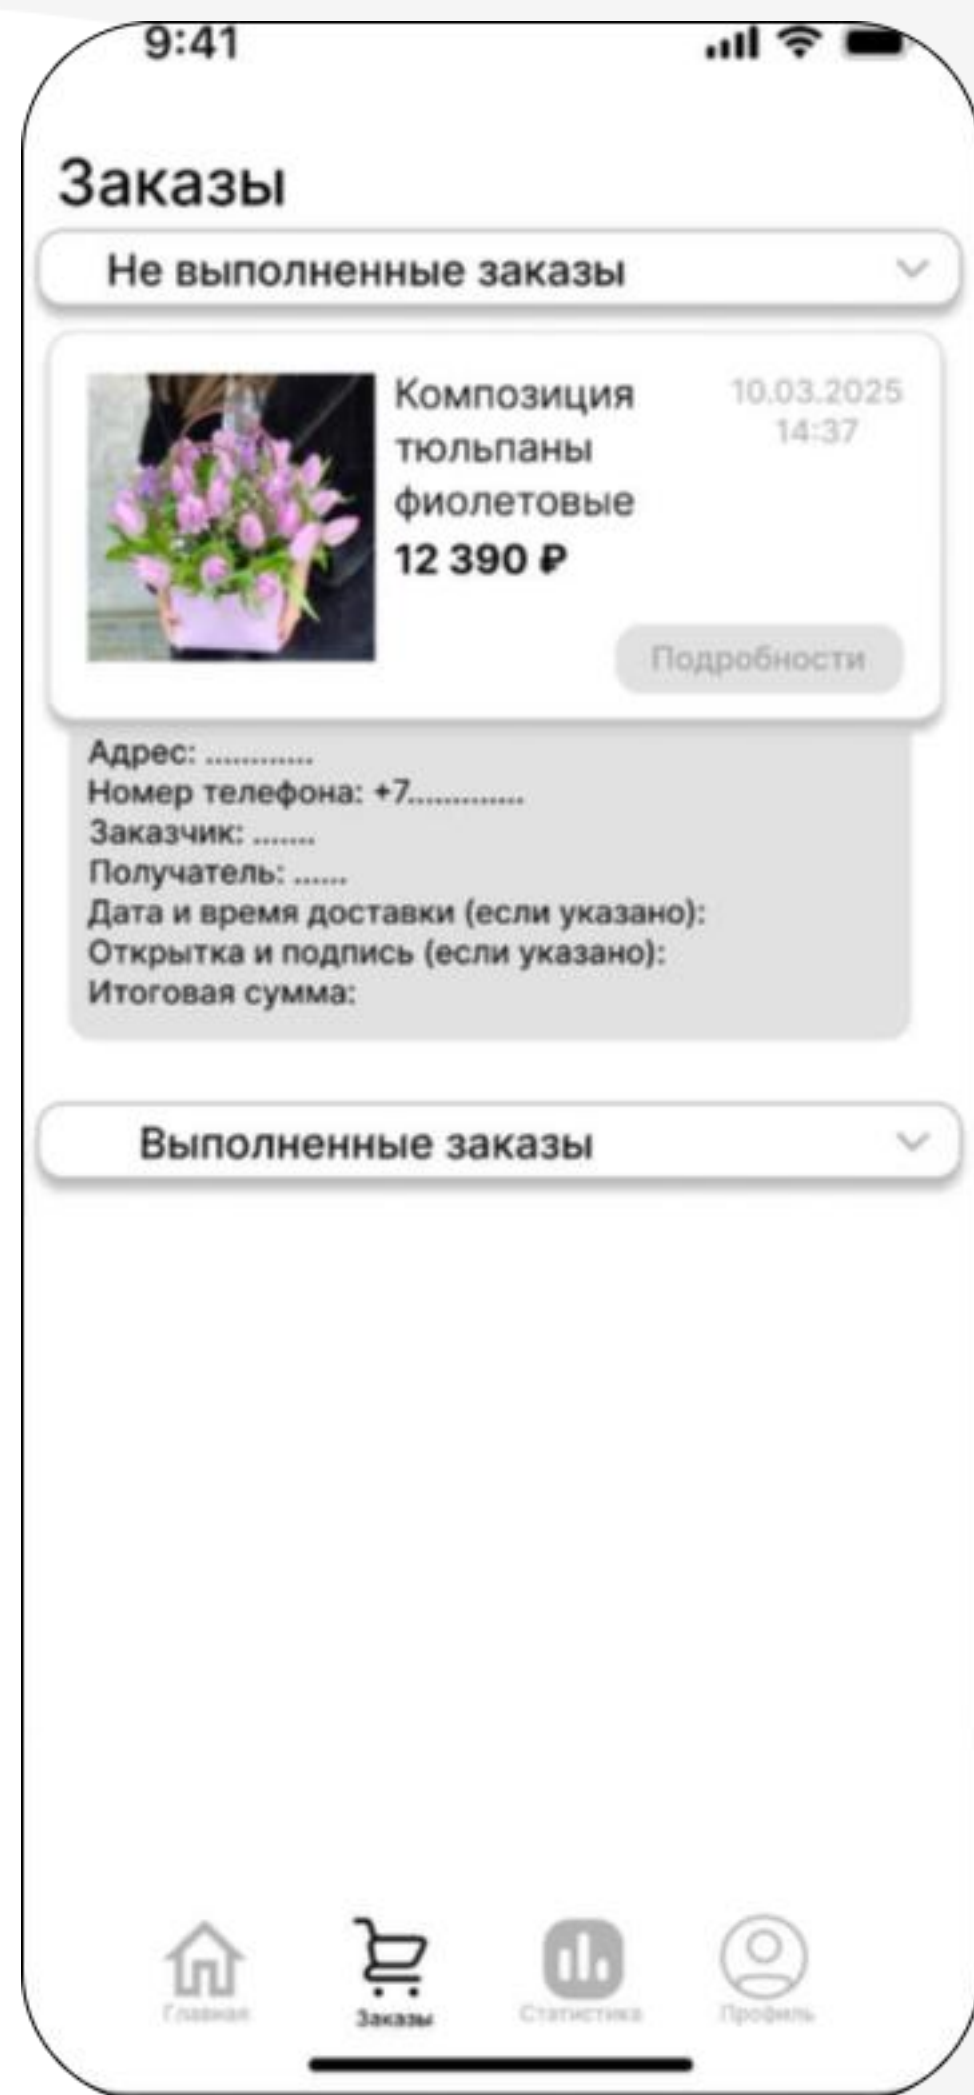 9:41
Заказы
Не выполненные заказы
Композиция
тюльпаны
фиолетовые
12 390 ₽
10.03.2025
14:37
Подробности
Адрес: ............
Номер телефона: +7.............
Заказчик: .......
Получатель: ......
Дата и время доставки (если указано):
Открытка и подпись (если указано):
Итоговая сумма:
Выполненные заказы
Главная
Заказы
Статистика
Профиль